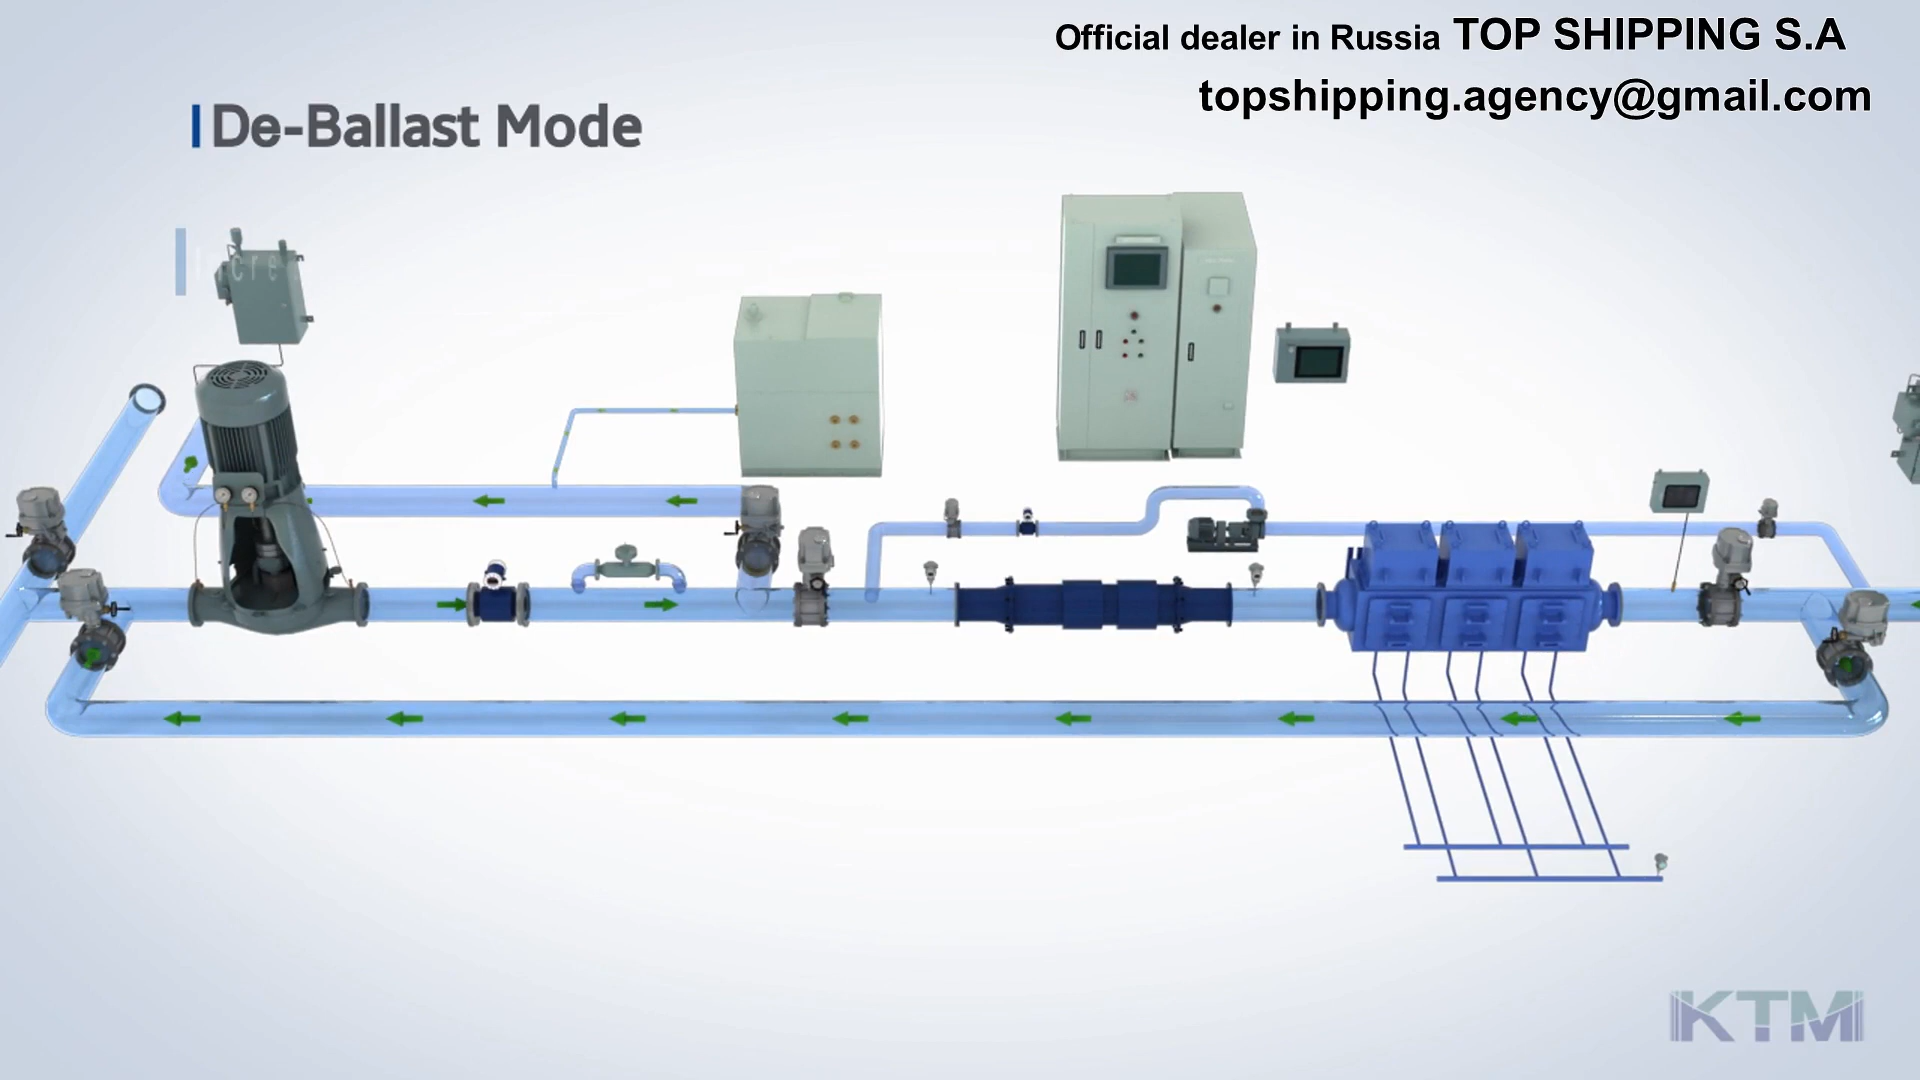 Official dealer in Russia TOP SHIPPING S.A
topshipping.agency@gmail.com
De-Ballast Mode
KTM